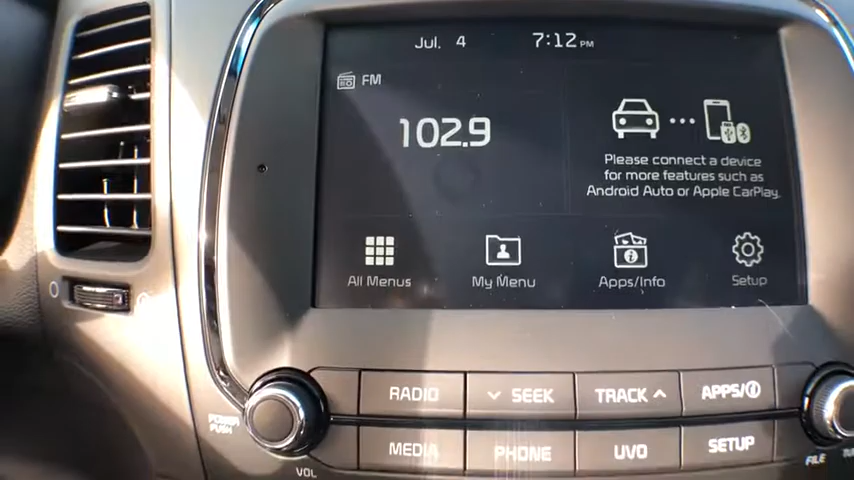 Jul. 4 7:12 PM
FM
102.9
Please connect a device
for more features such as
Android Auto or Apple CarPlay.
All Menus My Menu Apps/Info Setup
RADIO SEEK TRACK APPS/i
POWER
PUSH
MEDIA PHONE UVO SETUP
VOL FILE